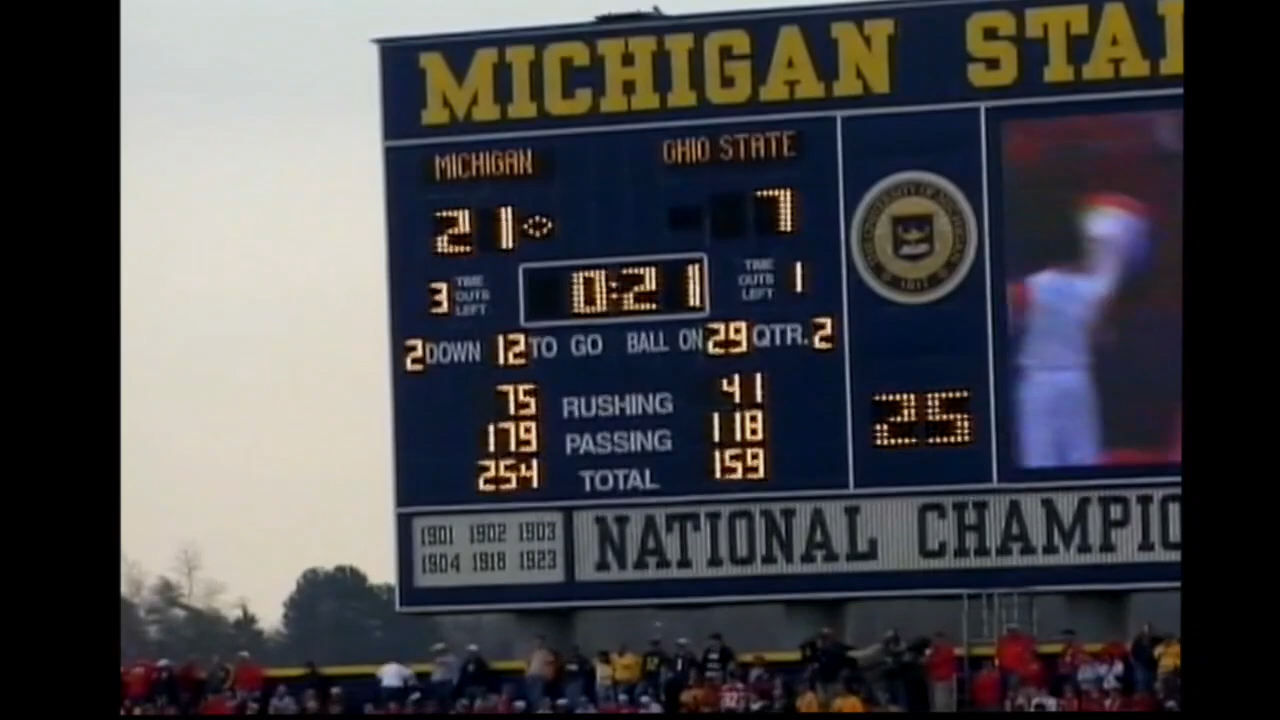 MICHIGAN STA
MICHIGAN OHIO STATE
21 7
3 TIME OUTS LEFT 0:21 TIME OUTS LEFT 1
2 DOWN 12 TO GO BALL ON 29 QTR. 2
75 RUSHING 41
179 PASSING 118
254 TOTAL 159
25
1901 1902 1903
1904 1918 1923
NATIONAL CHAMPIO